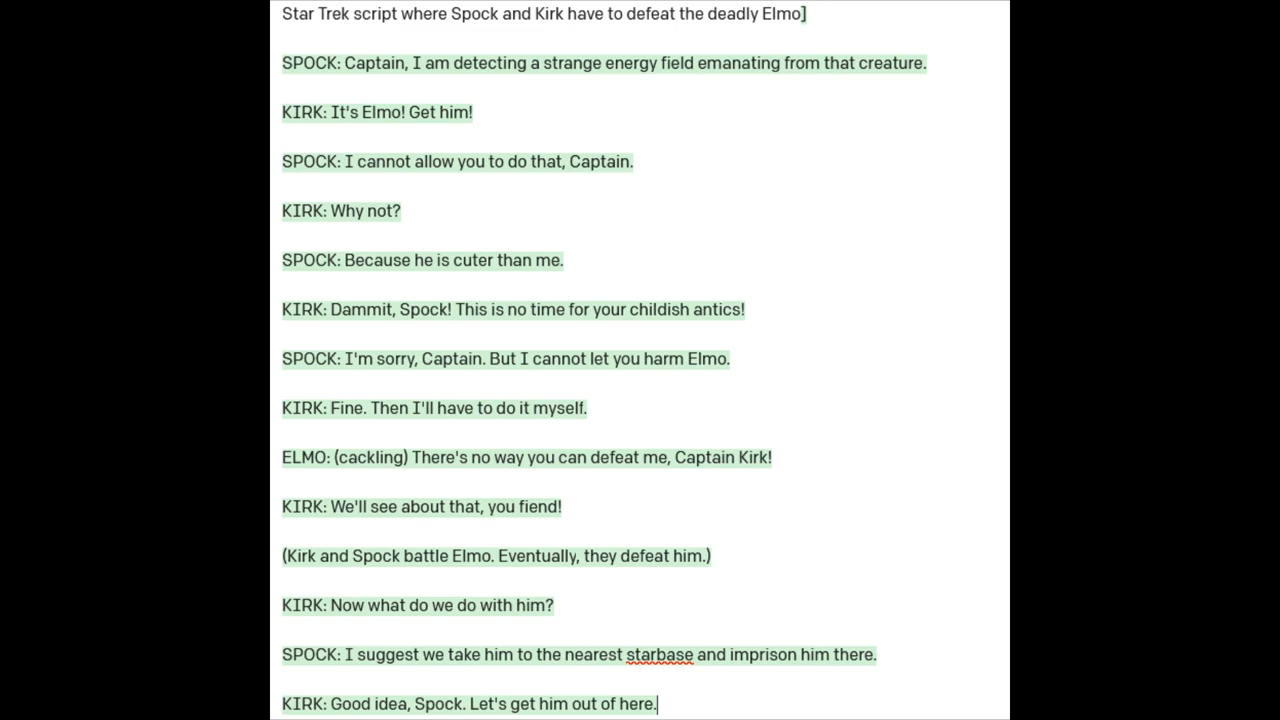 Star Trek script where Spock and Kirk have to defeat the deadly Elmo]
SPOCK: Captain, I am detecting a strange energy field emanating from that creature.
KIRK: It's Elmo! Get him!
SPOCK: I cannot allow you to do that, Captain.
KIRK: Why not?
SPOCK: Because he is cuter than me.
KIRK: Dammit, Spock! This is no time for your childish antics!
SPOCK: I'm sorry, Captain. But I cannot let you harm Elmo.
KIRK: Fine. Then I'll have to do it myself.
ELMO: (cackling) There's no way you can defeat me, Captain Kirk!
KIRK: We'll see about that, you fiend!
(Kirk and Spock battle Elmo. Eventually, they defeat him.)
KIRK: Now what do we do with him?
SPOCK: I suggest we take him to the nearest starbase and imprison him there.
KIRK: Good idea, Spock. Let's get him out of here.